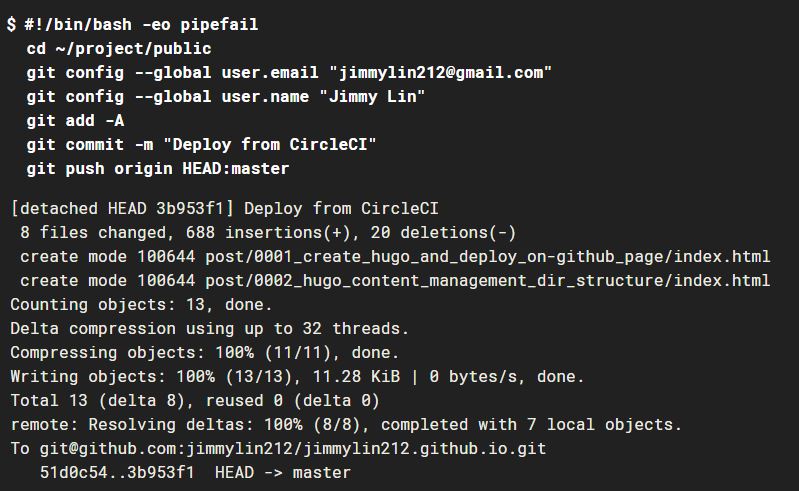 $ #!/bin/bash -eo pipefail
cd ~/project/public
git config --global user.email "jimmylin212@gmail.com"
git config --global user.name "Jimmy Lin"
git add -A
git commit -m "Deploy from CircleCI"
git push origin HEAD:master
[detached HEAD 3b953f1] Deploy from CircleCI
8 files changed, 688 insertions(+), 20 deletions(-)
create mode 100644 post/0001_create_hugo_and_deploy_on-github_page/index.html
create mode 100644 post/0002_hugo_content_management_dir_structure/index.html
Counting objects: 13, done.
Delta compression using up to 32 threads.
Compressing objects: 100% (11/11), done.
Writing objects: 100% (13/13), 11.28 KiB | 0 bytes/s, done.
Total 13 (delta 8), reused 0 (delta 0)
remote: Resolving deltas: 100% (8/8), completed with 7 local objects.
To git@github.com:jimmylin212/jimmylin212.github.io.git
51d0c54..3b953f1  HEAD -> master